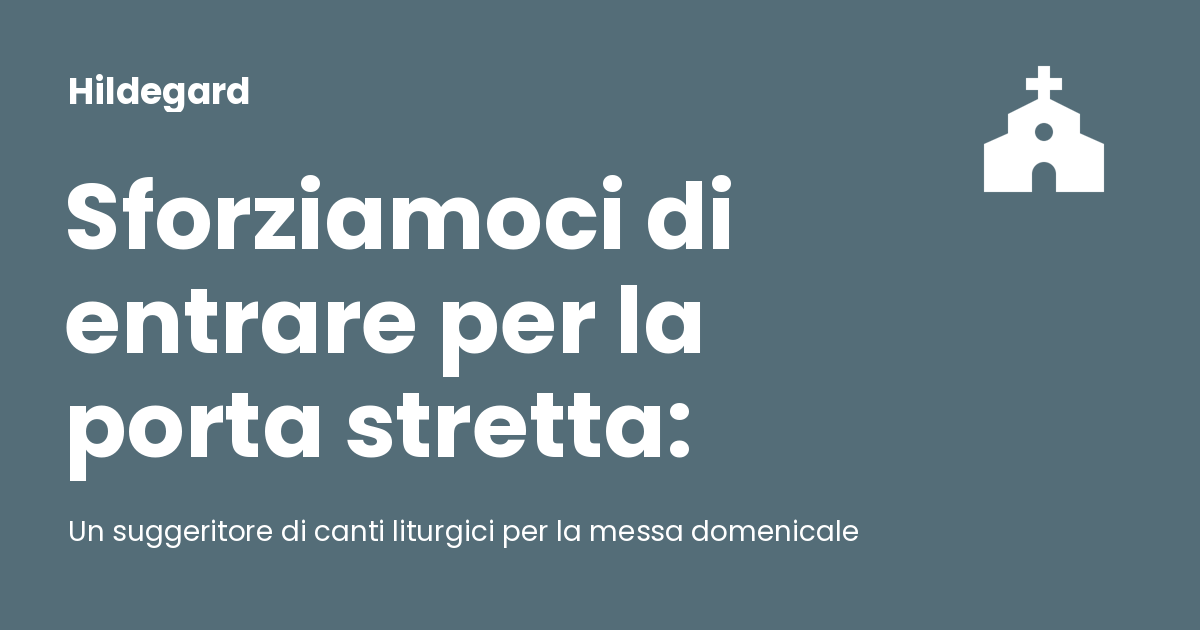 Hildegard
Sforziamoci di
entrare per la
porta stretta:
Un suggeritore di canti liturgici per la messa domenicale